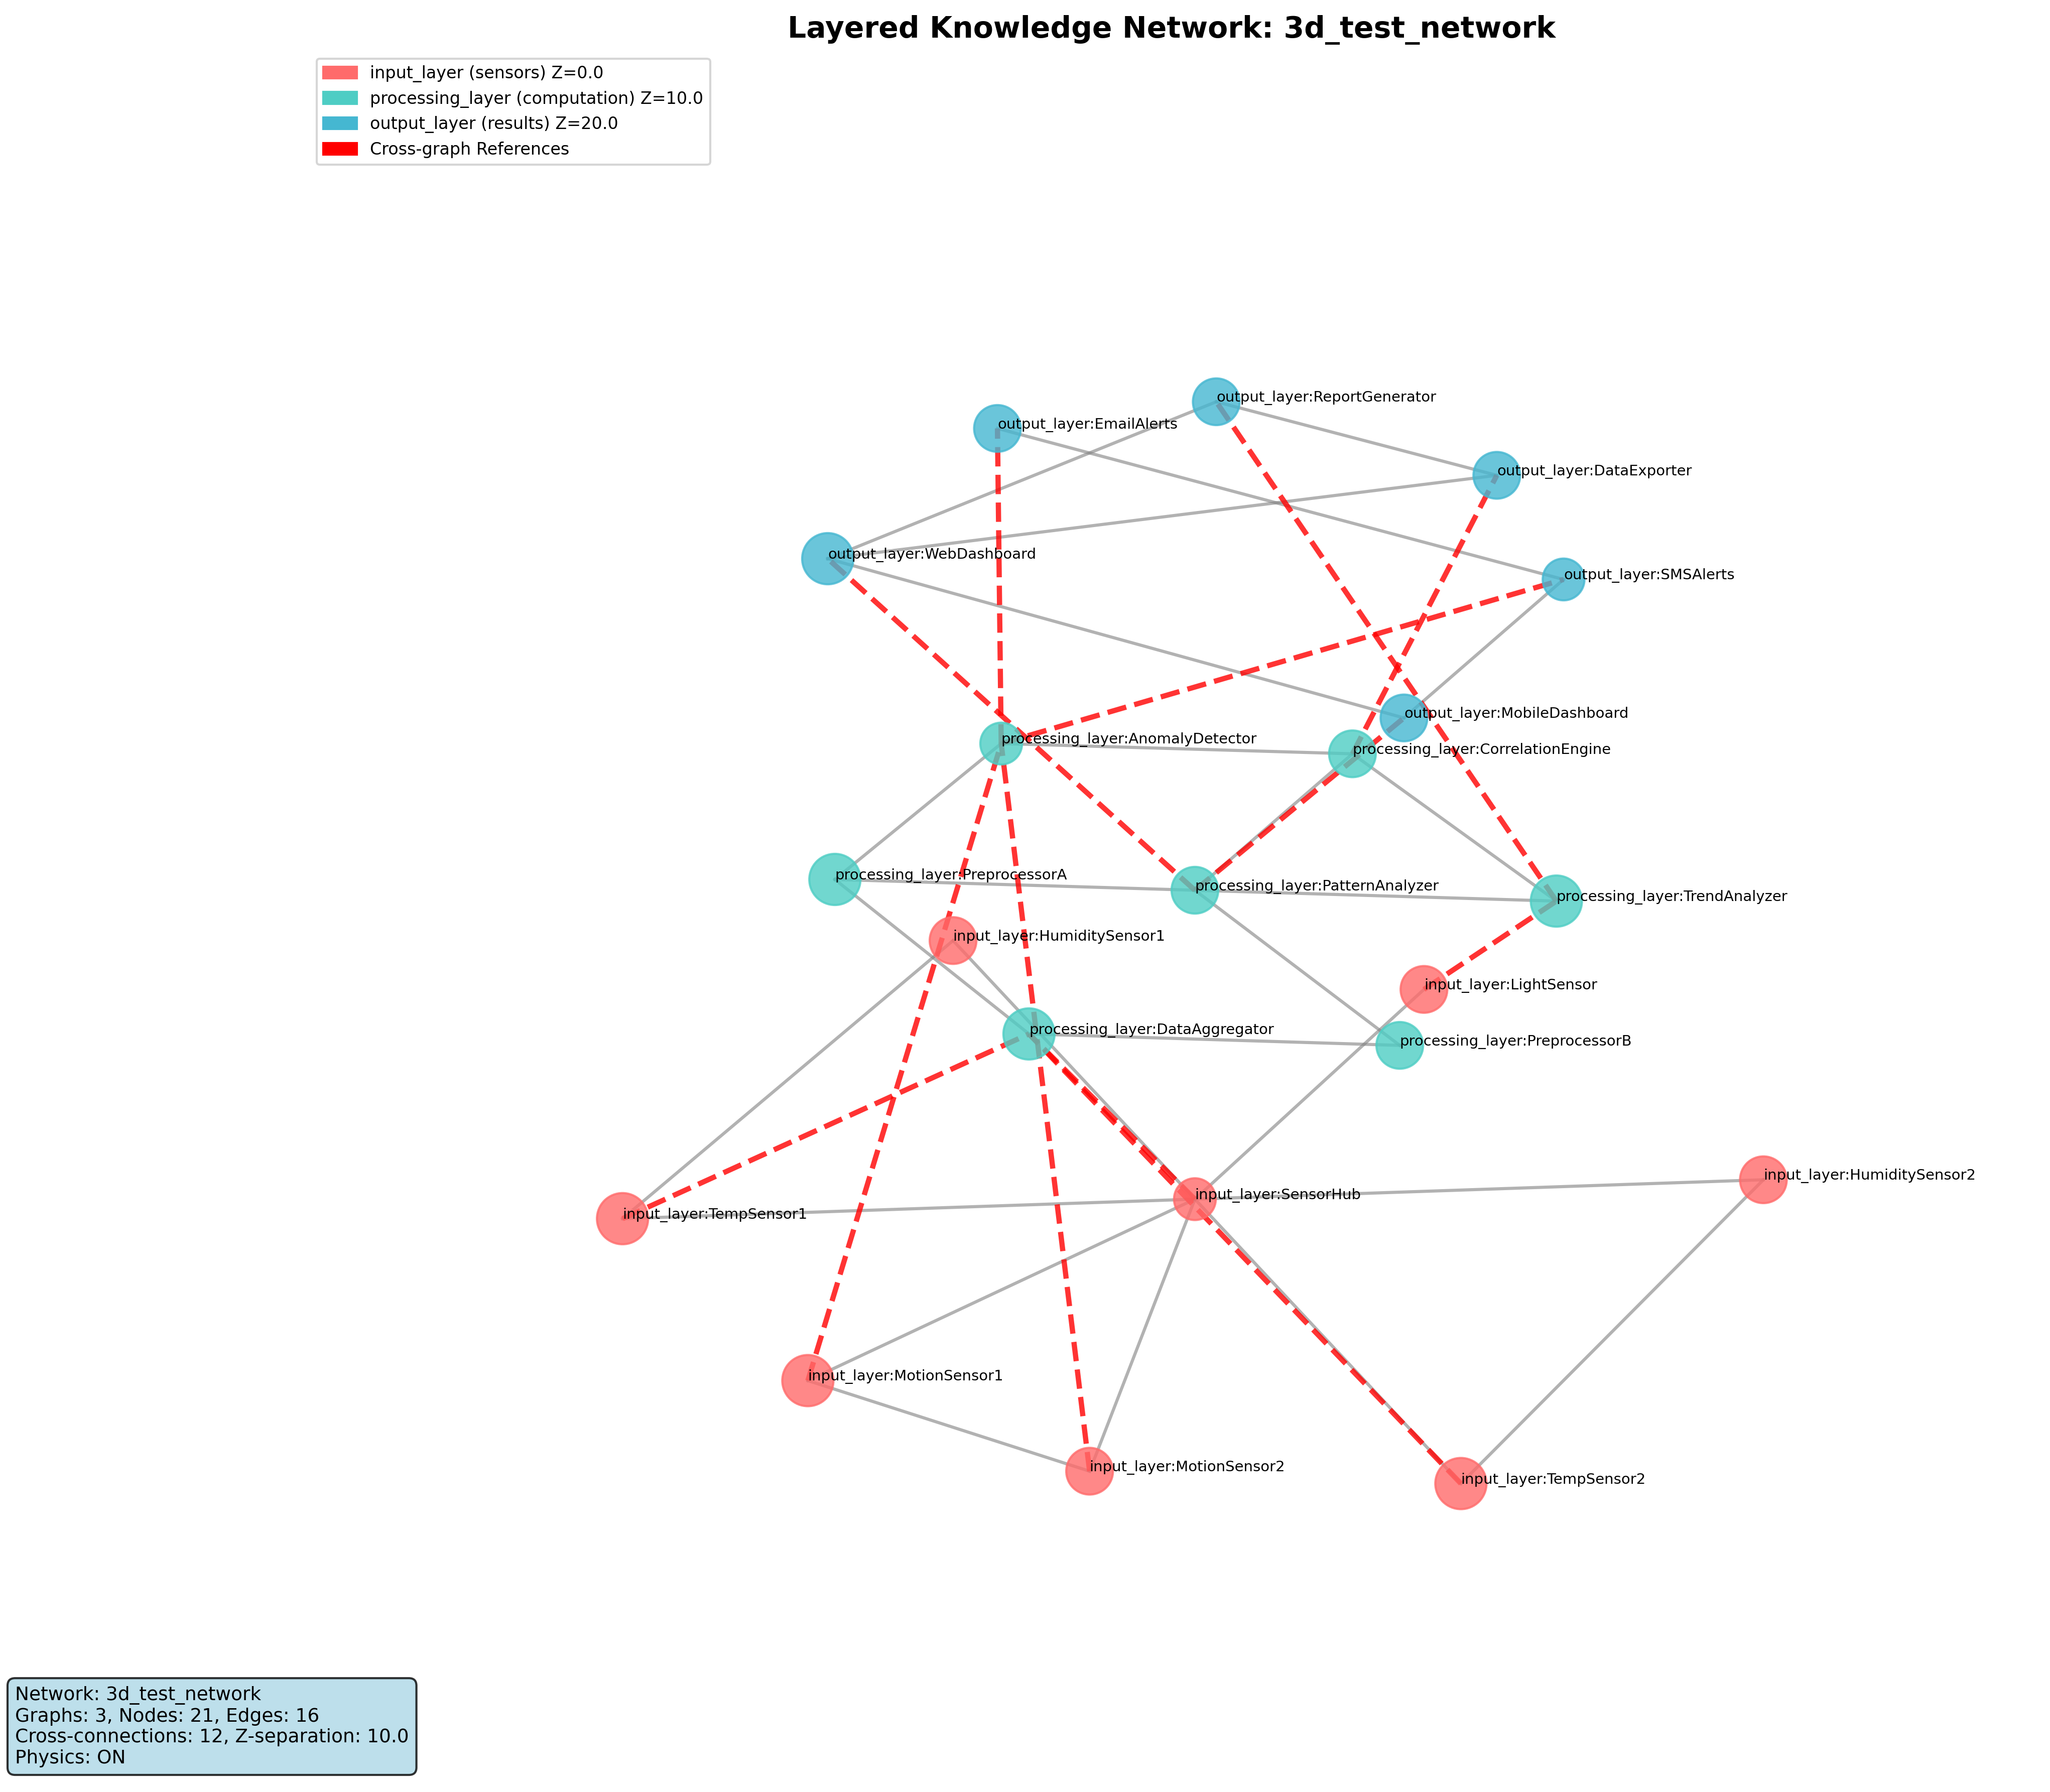 Layered Knowledge Network: 3d_test_network
input_layer (sensors) Z=0.0
processing_layer (computation) Z=10.0
output_layer (results) Z=20.0
Cross-graph References
output_layer:ReportGenerator
output_layer:EmailAlerts
output_layer:DataExporter
output_layer:WebDashboard
output_layer:SMSAlerts
output_layer:MobileDashboard
processing_layer:AnomalyDetector
processing_layer:CorrelationEngine
processing_layer:PreprocessorA
processing_layer:PatternAnalyzer
processing_layer:TrendAnalyzer
input_layer:HumiditySensor1
input_layer:LightSensor
processing_layer:DataAggregator
processing_layer:PreprocessorB
input_layer:HumiditySensor2
input_layer:SensorHub
input_layer:TempSensor1
input_layer:MotionSensor1
input_layer:MotionSensor2
input_layer:TempSensor2
Network: 3d_test_network
Graphs: 3, Nodes: 21, Edges: 16
Cross-connections: 12, Z-separation: 10.0
Physics: ON